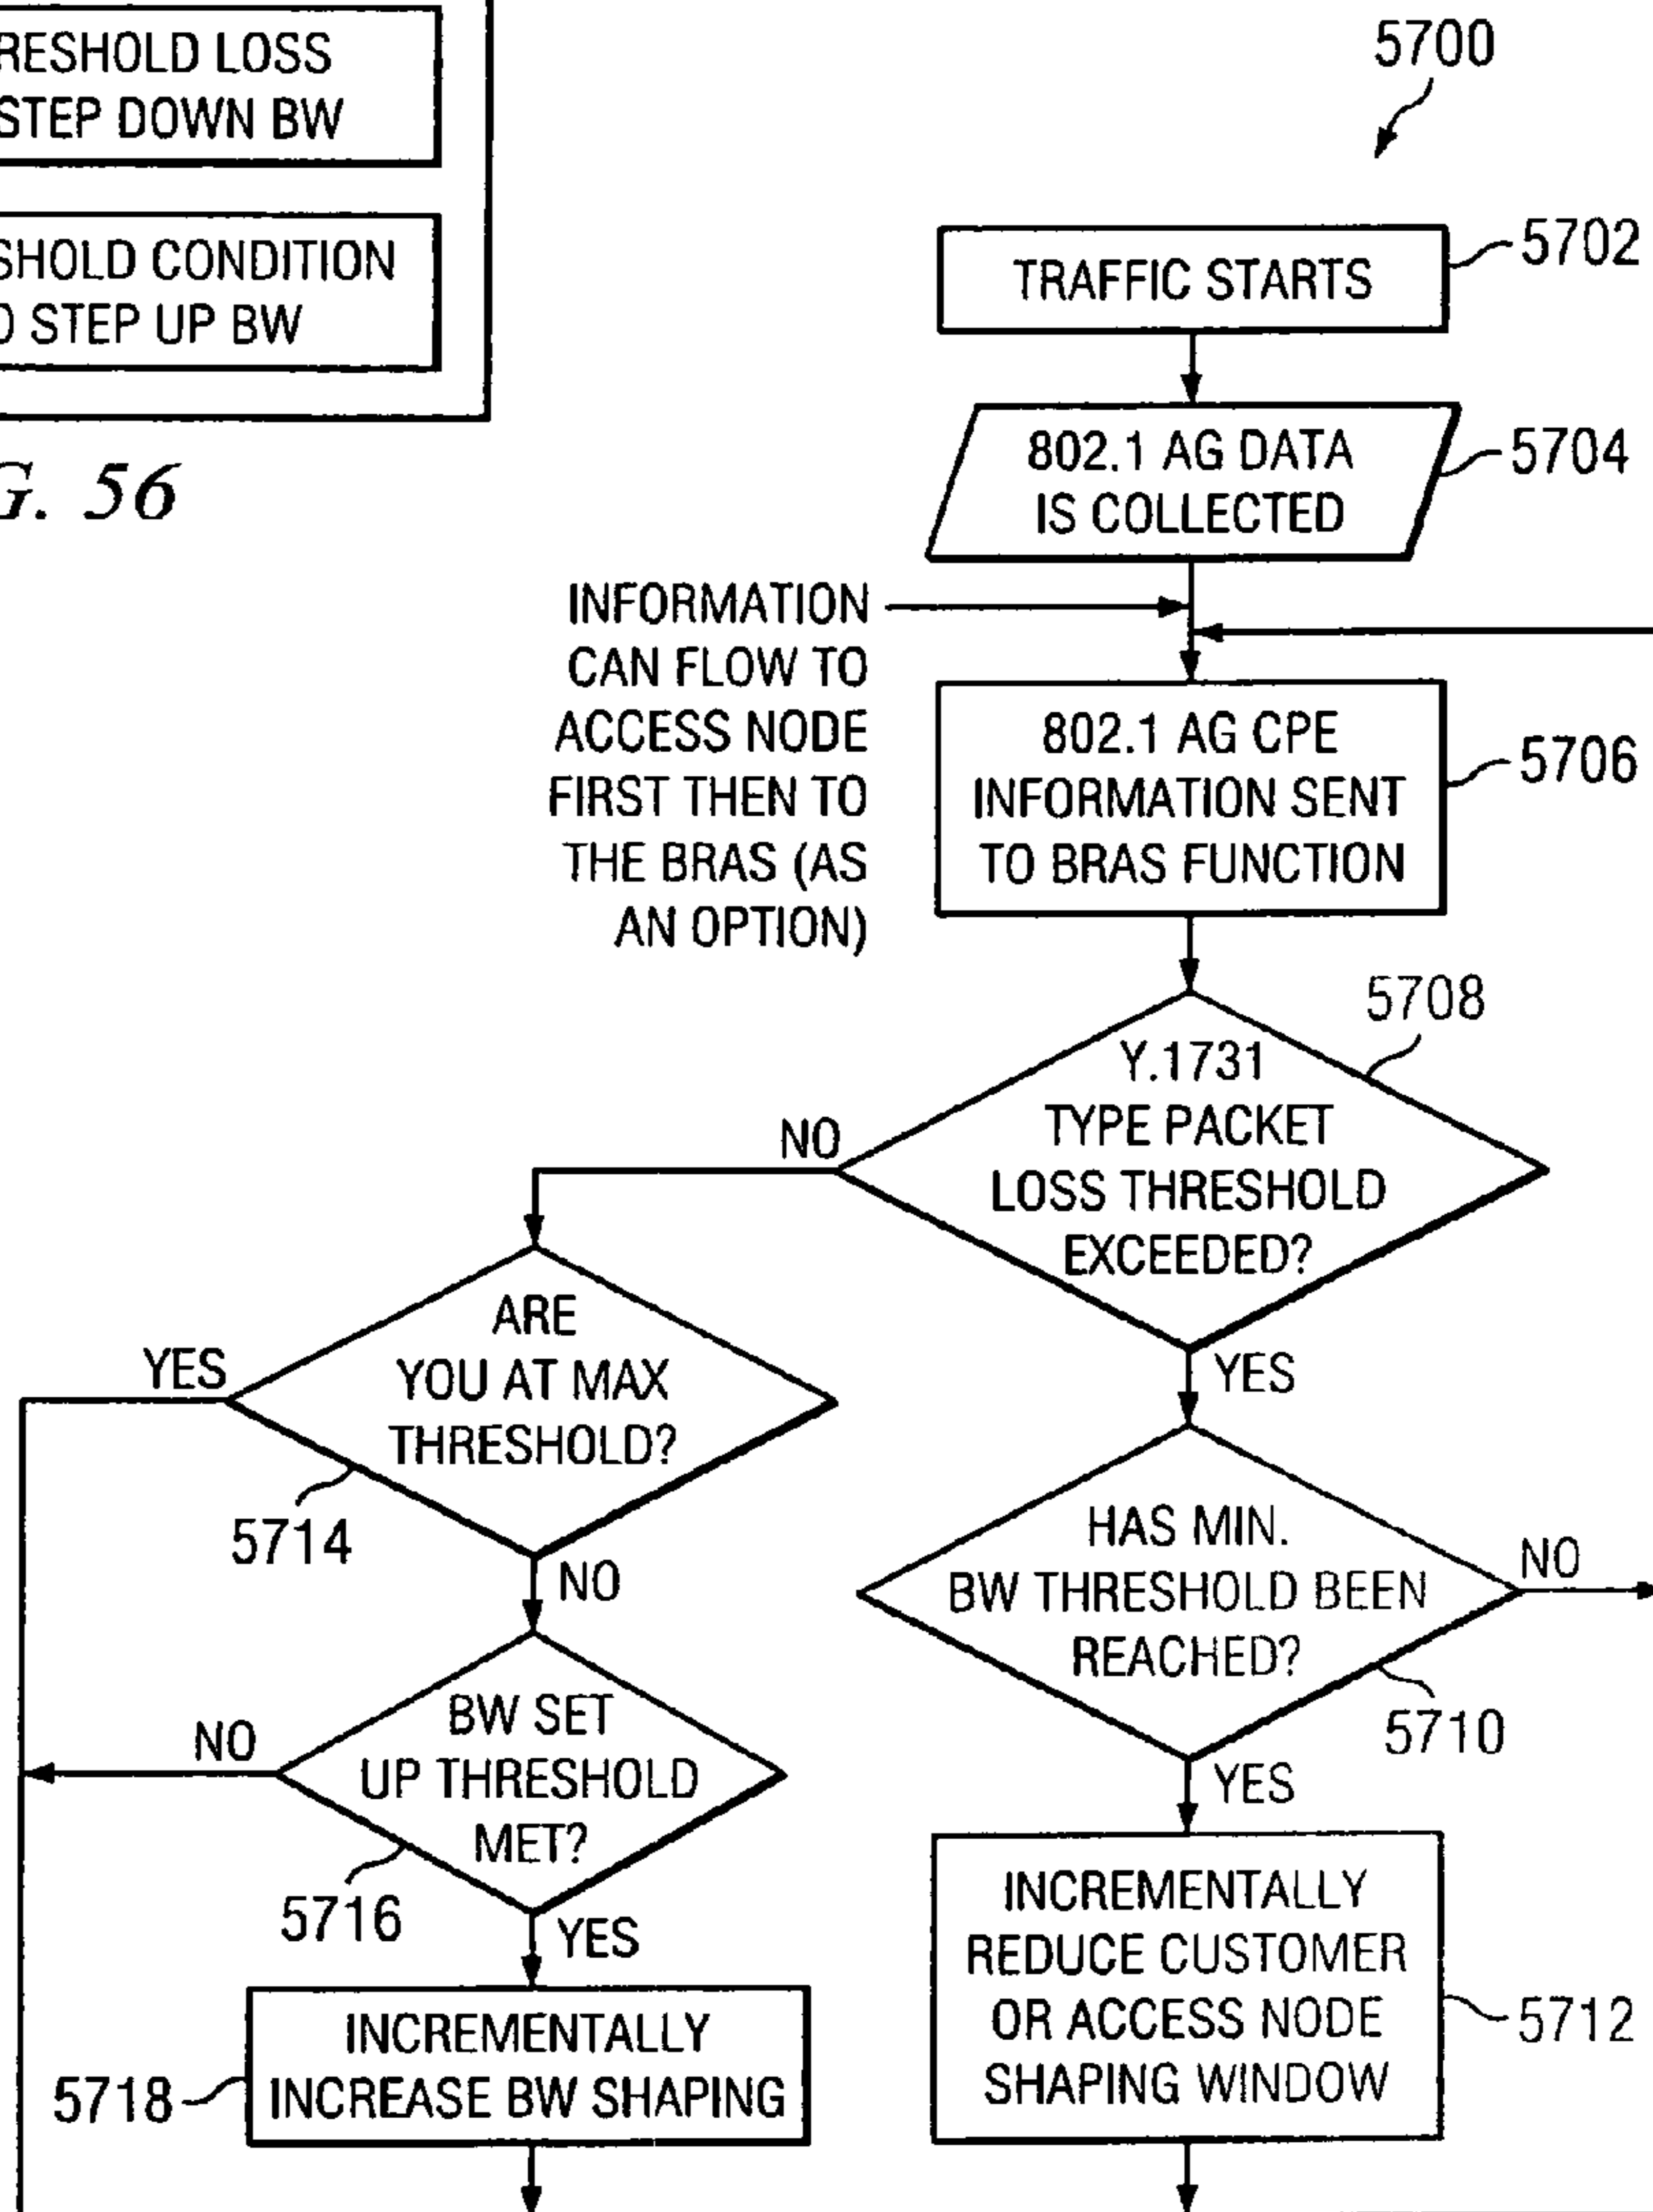 RESHOLD LOSS
STEP DOWN BW
SHOLD CONDITION
O STEP UP BW
G. 56
5700
TRAFFIC STARTS
5702
802.1 AG DATA
IS COLLECTED
5704
INFORMATION
CAN FLOW TO
ACCESS NODE
FIRST THEN TO
THE BRAS (AS
AN OPTION)
802.1 AG CPE
INFORMATION SENT
TO BRAS FUNCTION
5706
5708
Y.1731
TYPE PACKET
LOSS THRESHOLD
EXCEEDED?
NO
YES
ARE
YOU AT MAX
THRESHOLD?
YES
5714
NO
HAS MIN.
BW THRESHOLD BEEN
REACHED?
NO
5710
YES
BW SET
UP THRESHOLD
MET?
NO
5716
YES
INCREMENTALLY
REDUCE CUSTOMER
OR ACCESS NODE
SHAPING WINDOW
5712
INCREMENTALLY
INCREASE BW SHAPING
5718